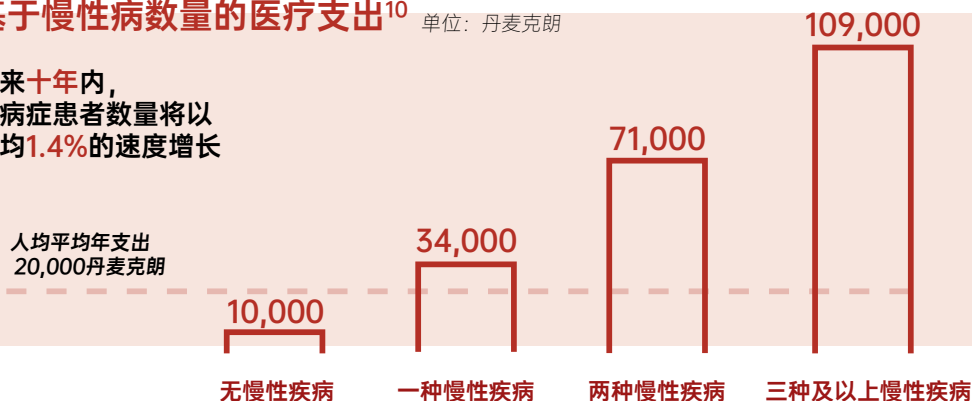 于慢性病数量的医疗支出10 单位：丹麦克朗
来十年内，
病症患者数量将以
均1.4%的速度增长
人均平均年支出
20,000丹麦克朗
10,000
34,000
71,000
109,000
无慢性疾病
一种慢性疾病
两种慢性疾病
三种及以上慢性疾病